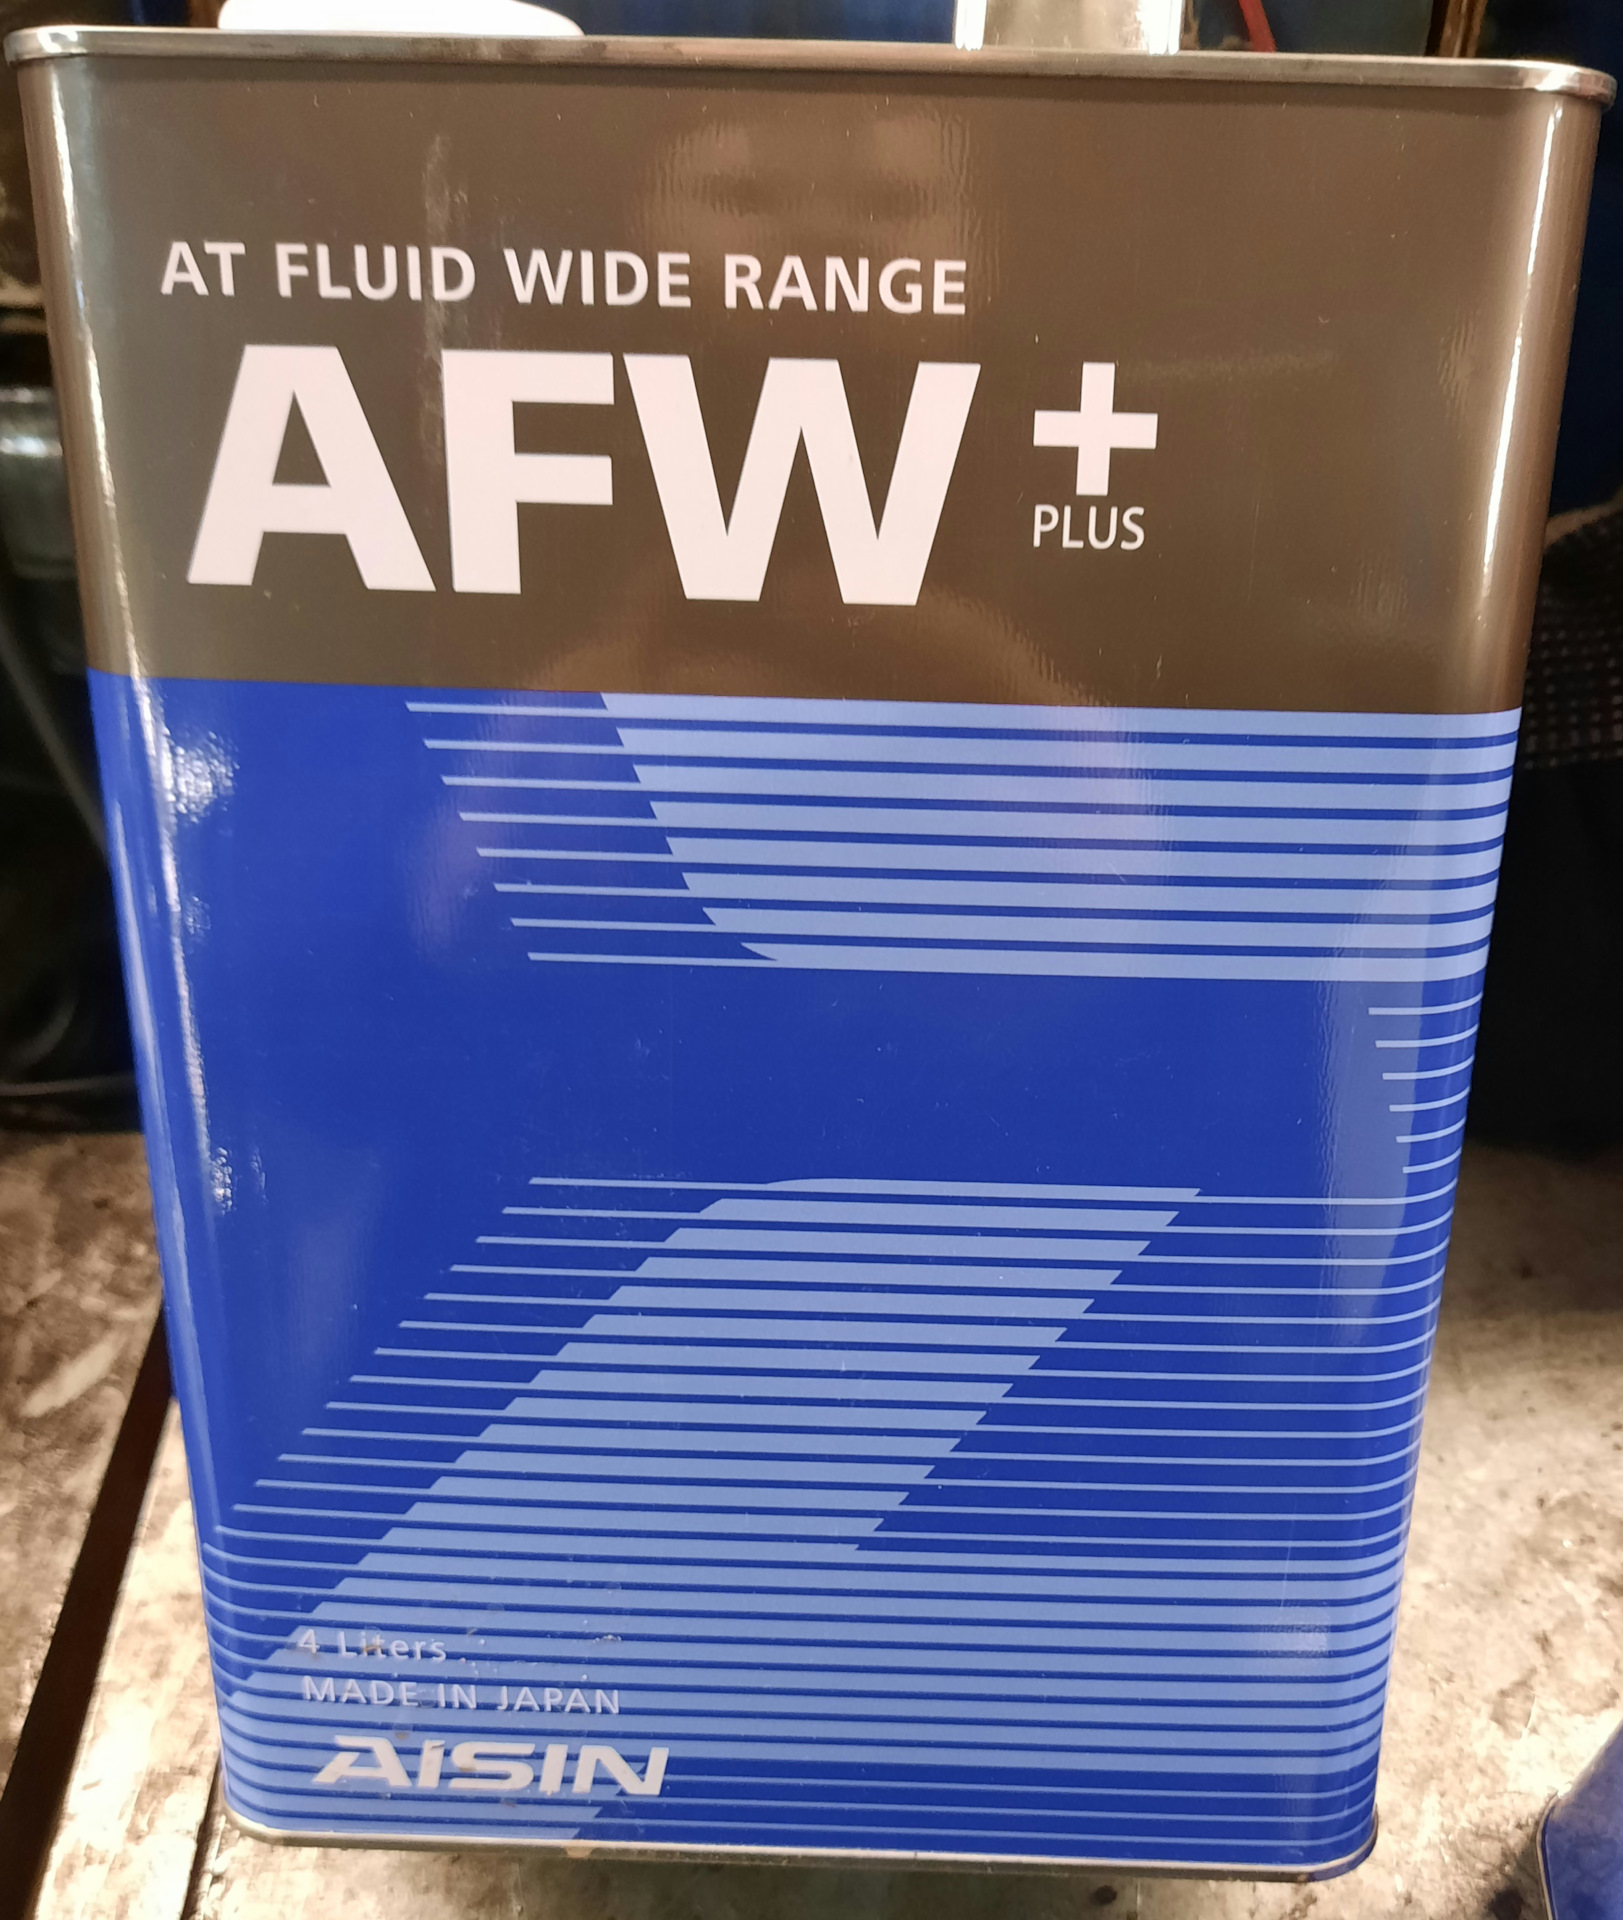 AT FLUID WIDE RANGE
AFW +
PLUS
4 Liters
MADE IN JAPAN
AISIN